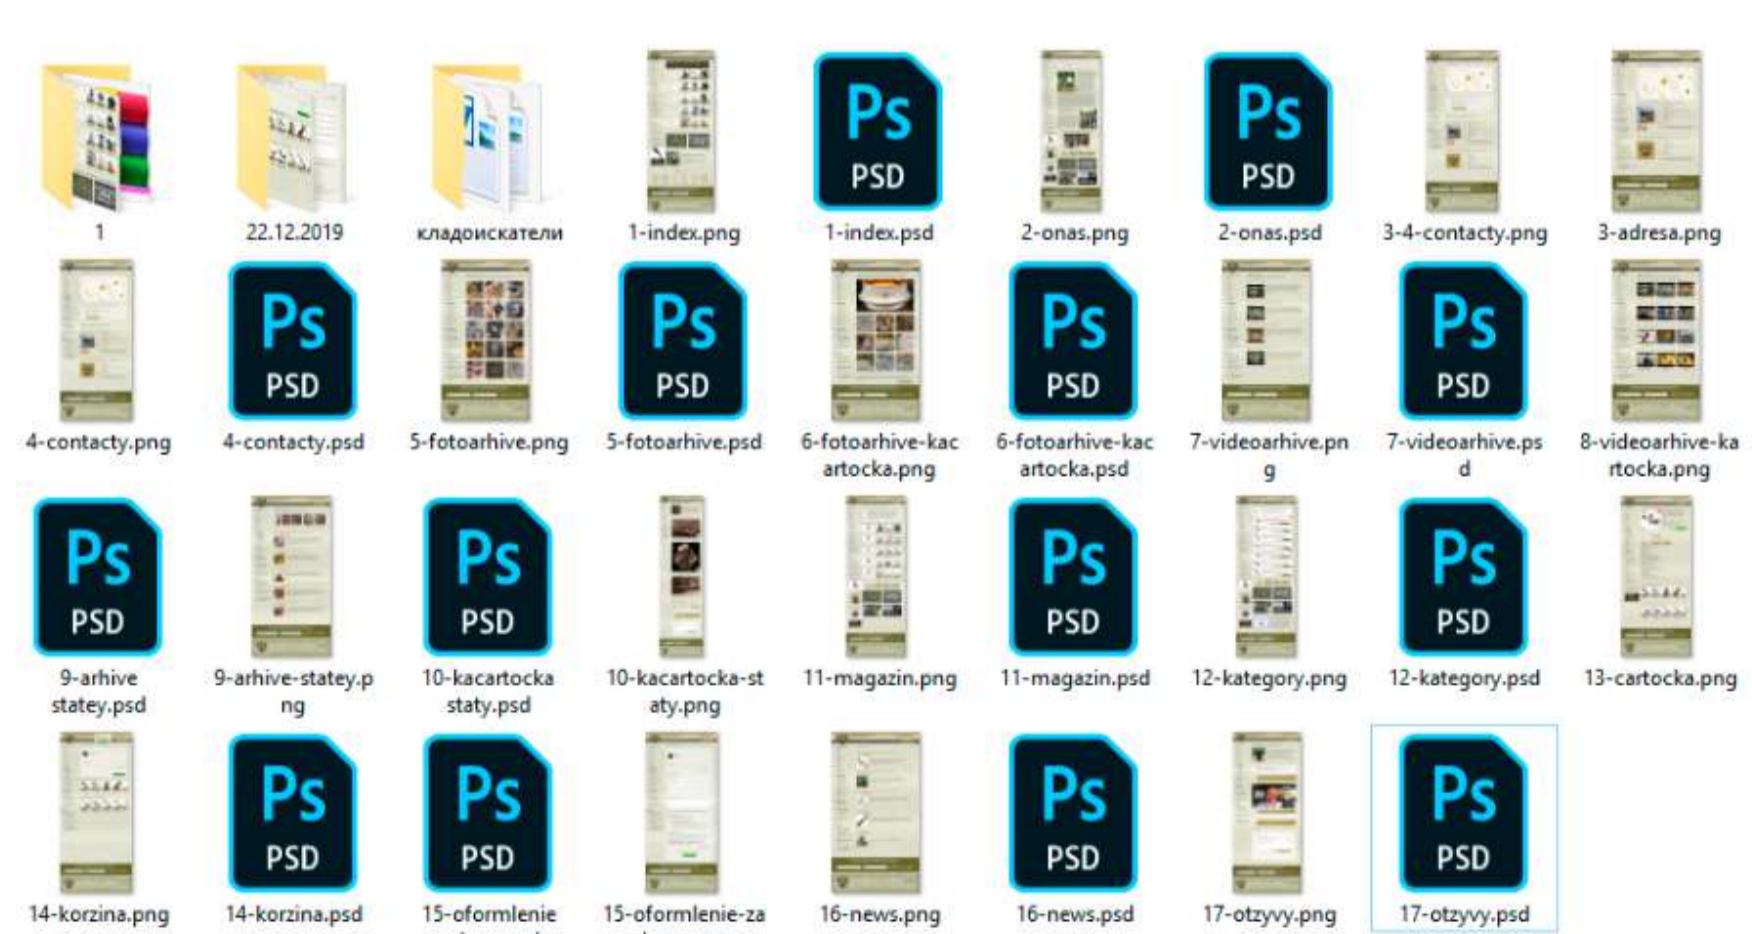 Ps
PSD
Ps
PSD
1
22.12.2019
кладоискатели
1-index.png
1-index.psd
2-onas.png
2-onas.psd
3-4-contacty.png
3-adresa.png
Ps
PSD
Ps
PSD
Ps
PSD
Ps
PSD
4-contacty.png
4-contacty.psd
5-fotoarhive.png
5-fotoarhive.psd
6-fotoarhive-kac
artocka.png
6-fotoarhive-kac
artocka.psd
7-videoarhive.pn
g
7-videoarhive.ps
d
8-videoarhive-ka
rtocka.png
Ps
PSD
Ps
PSD
Ps
PSD
Ps
PSD
9-arhive
statey.psd
9-arhive-statey.p
ng
10-kacartocka
staty.psd
10-kacartocka-st
aty.png
11-magazin.png
11-magazin.psd
12-kategory.png
12-kategory.psd
13-cartocka.png
Ps
PSD
Ps
PSD
Ps
PSD
Ps
PSD
14-korzina.png
14-korzina.psd
15-oformlenie
15-oformlenie-za
16-news.png
16-news.psd
17-otzyvy.png
17-otzyvy.psd